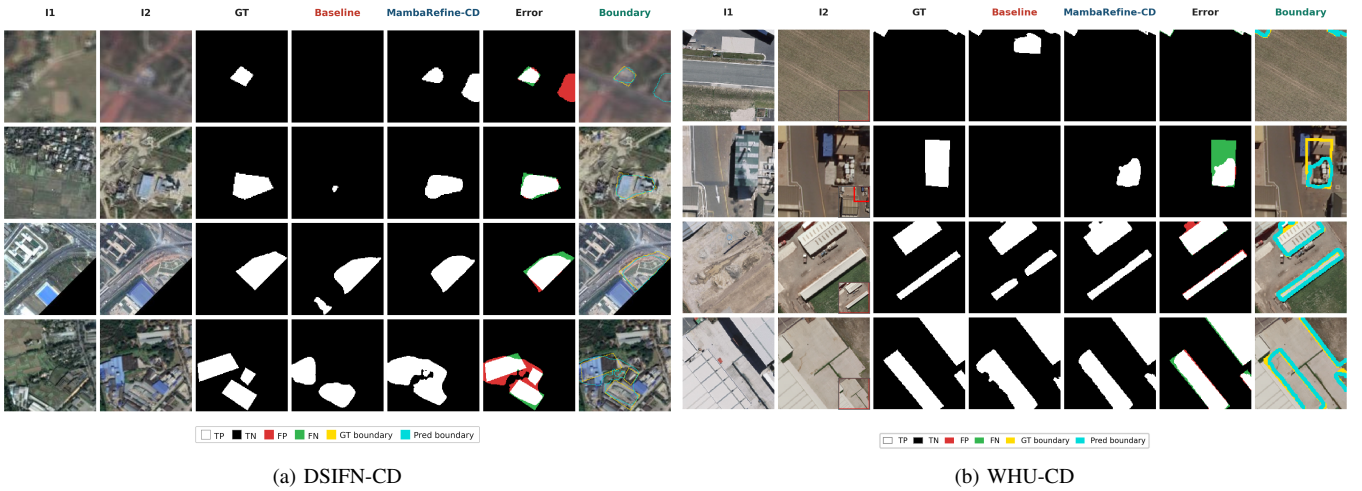 I1 I2 GT Baseline MambaRefine-CD Error Boundary
TP TN FP FN GT boundary Pred boundary
(a) DSIFN-CD
I1 I2 GT Baseline MambaRefine-CD Error Boundary
TP TN FP FN GT boundary Pred boundary
(b) WHU-CD